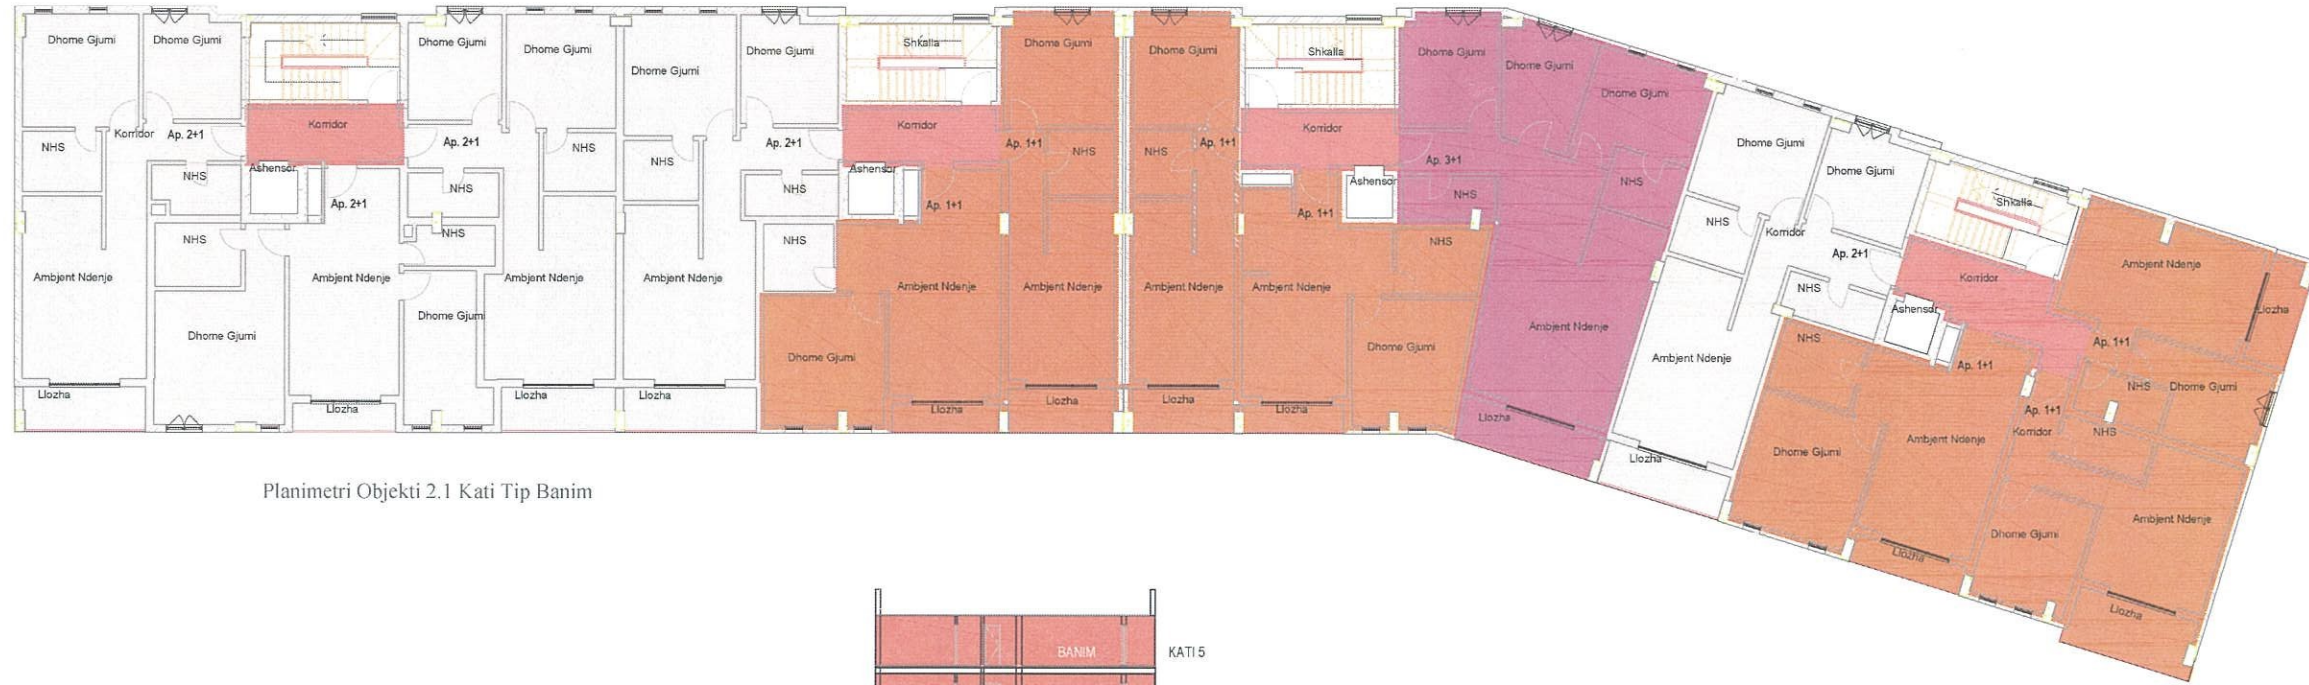 Dhome Gjumi
Dhome Gjumi
Korridor
Ap. 2+1
NHS
NHS
Korridor
Ashensor
Ap. 2+1
NHS
Ambjent Ndenje
Dhome Gjumi
Ambjent Ndenje
Llozha
Llozha
Dhome Gjumi
Dhome Gjumi
Ap. 2+1
NHS
NHS
NHS
Ambjent Ndenje
Dhome Gjumi
Llozha
Dhome Gjumi
Dhome Gjumi
Ap. 2+1
NHS
NHS
NHS
Ambjent Ndenje
Llozha
Shkalla
Korridor
Ashensor
Ap. 1+1
Ambjent Ndenje
Dhome Gjumi
Llozha
Dhome Gjumi
Ap. 1+1
NHS
Ambjent Ndenje
Llozha
Dhome Gjumi
NHS
Ap. 1+1
Ambjent Ndenje
Llozha
Shkalla
Korridor
Ashensor
Ap. 1+1
NHS
Ambjent Ndenje
Dhome Gjumi
Llozha
Dhome Gjumi
Dhome Gjumi
Dhome Gjumi
Ap. 3+1
NHS
NHS
Ambjent Ndenje
Llozha
Dhome Gjumi
Dhome Gjumi
NHS
Korridor
Ap. 2+1
NHS
Ambjent Ndenje
Llozha
Shkalla
Korridor
Ashensor
NHS
Ap. 1+1
Dhome Gjumi
Ambjent Ndenje
Llozha
Ambjent Ndenje
Llozha
Ap. 1+1
NHS
Dhome Gjumi
Ap. 1+1
Korridor
NHS
Dhome Gjumi
Ambjent Ndenje
Llozha
Planimetri Objekti 2.1 Kati Tip Banim
BANIM
KATI 5